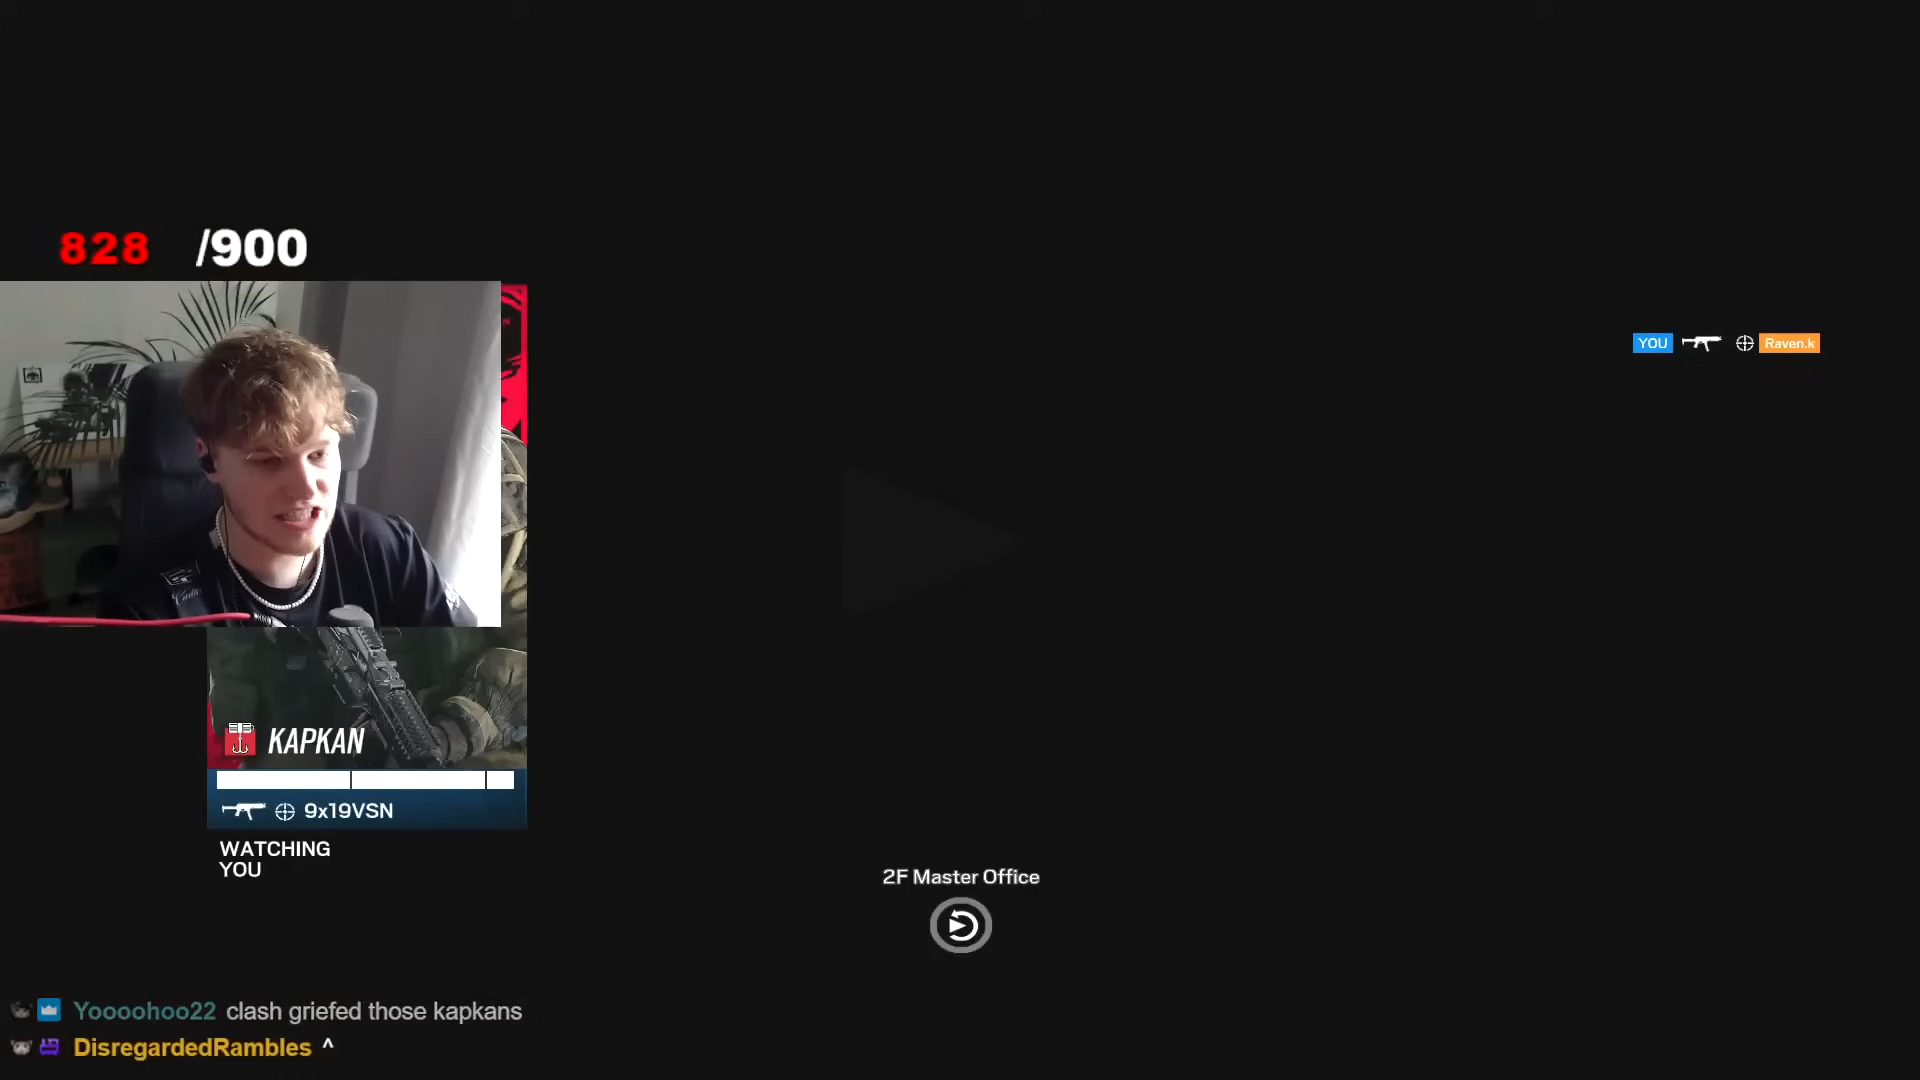 828 /900
YOU Raven.k
KAPKAN
9x19VSN
WATCHING
YOU
2F Master Office
Yoooohoo22 clash griefed those kapkans
DisregardedRambles ^